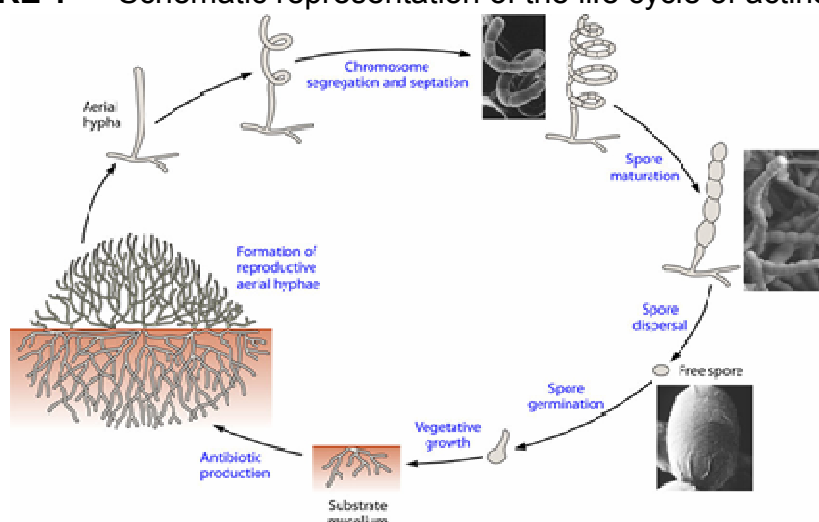 Schematic representation of the life cycle of
Chromosome
segregation and septation
Aerial
hypha
Spore
maturation
Formation of
reproductive
aerial hyphae
Spore
dispersal
Free spore
Spore
germination
Vegetative
growth
Antibiotic
production
Substrate
mycelium